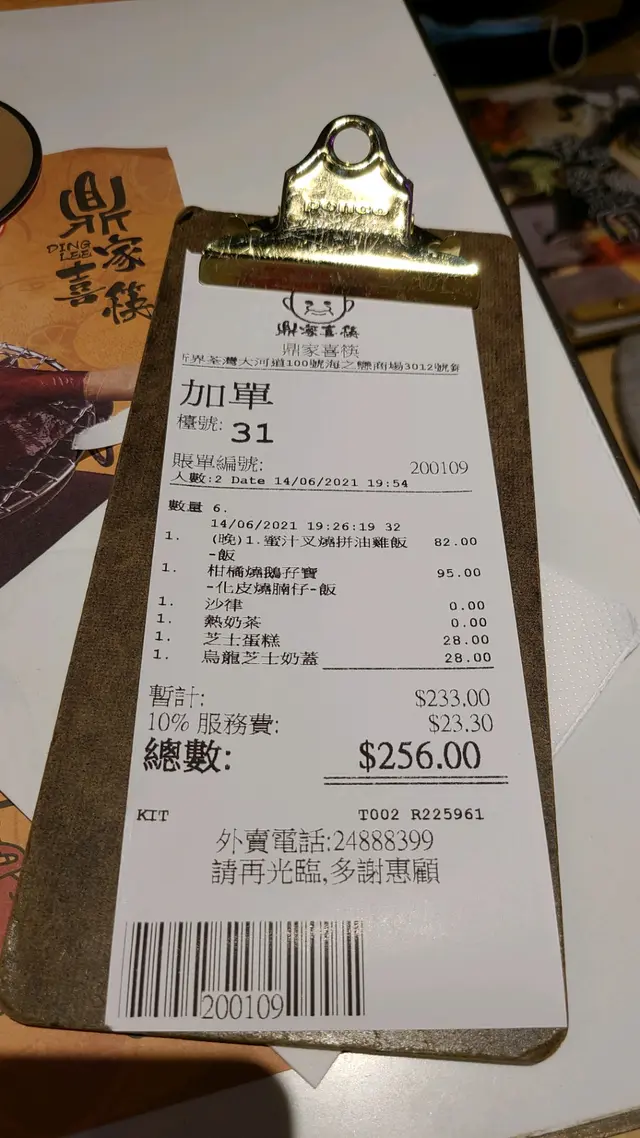 鼎家喜筷
DING
LEE
鼎家喜筷
鼎家喜筷
界荃灣大河道100號海之戀商場3012號
加單
檯號: 31
賬單編號: 200109
人數:2 Date 14/06/2021 19:54
數量 6.
14/06/2021 19:26:19 32
1. (晚)1.蜜汁叉燒拼油雞飯 82.00
-飯
1. 柑橘燒鵝孖寶 95.00
-化皮燒腩仔-飯
1. 沙律 0.00
1. 熱奶茶 0.00
1. 芝士蛋糕 28.00
1. 烏龍芝士奶蓋 28.00
暫計: $233.00
10% 服務費: $23.30
總數: $256.00
KIT T002 R225961
外賣電話:24888399
請再光臨,多謝惠顧
200109